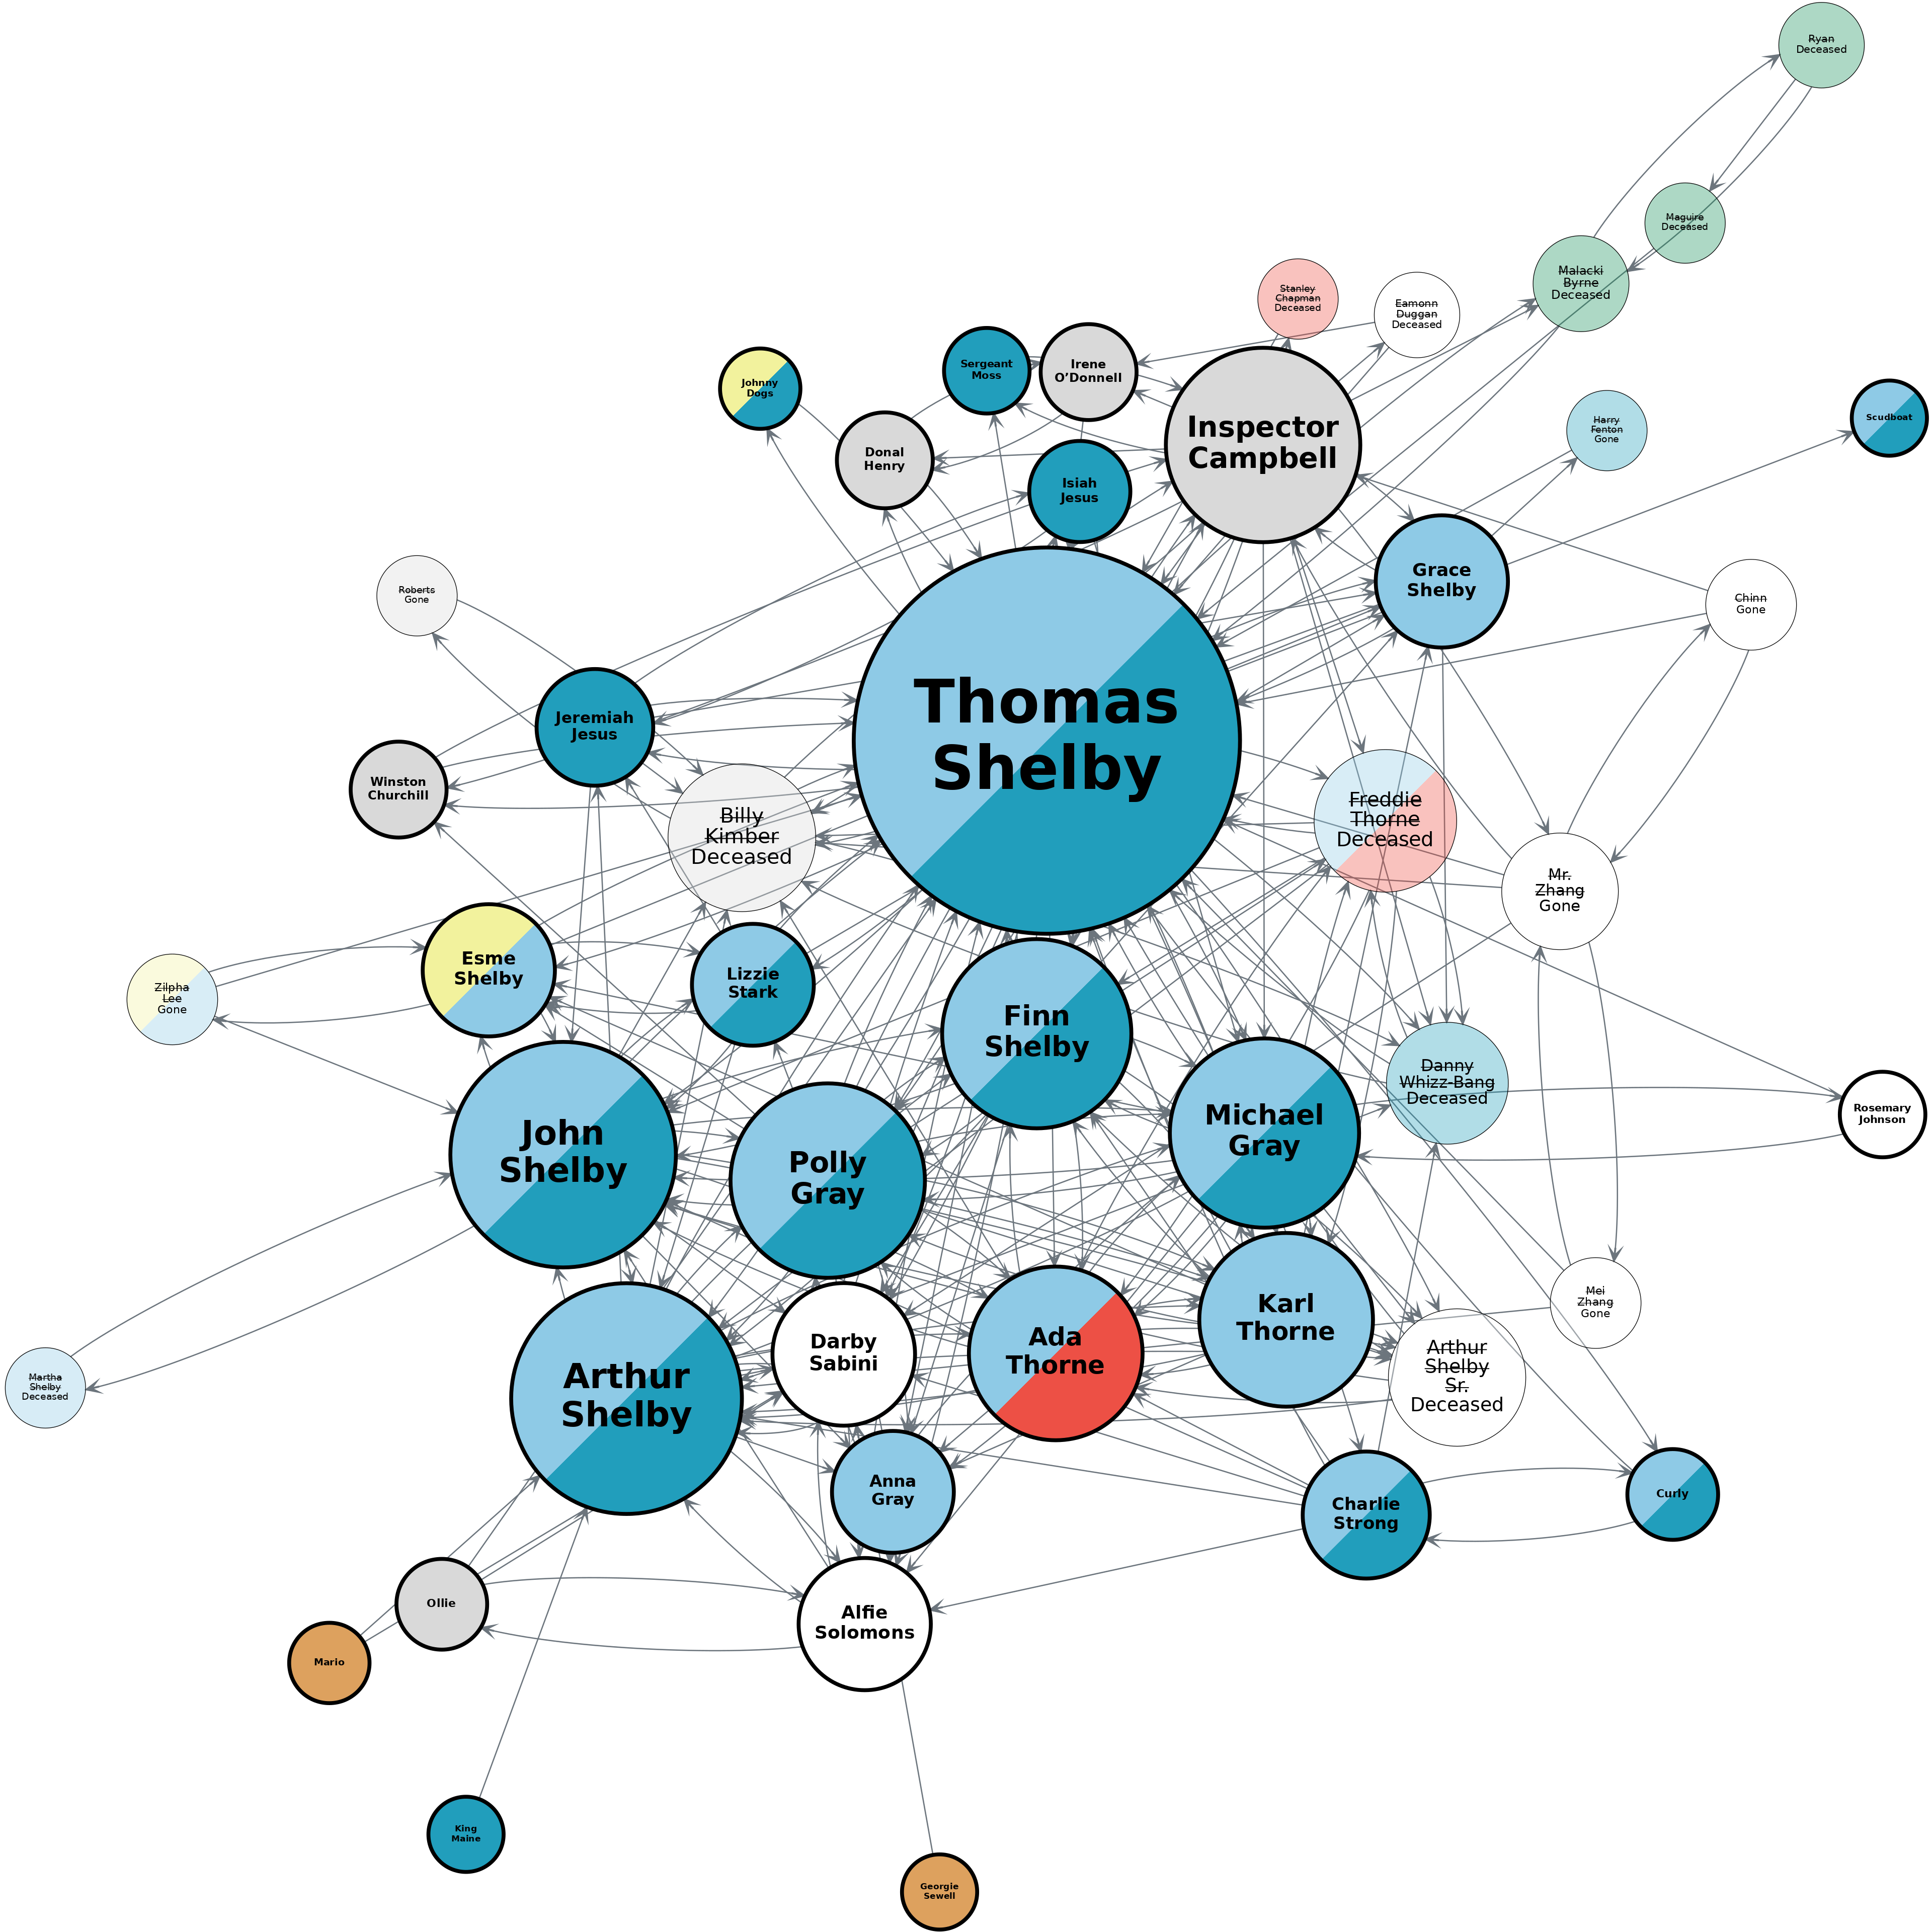 Ryan
Deceased
Maguire
Deceased
Malacki
Byrne
Deceased
Stanley
Chapman
Deceased
Eamonn
Duggan
Deceased
Sergeant
Moss
Irene
O’Donnell
Johnny
Dogs
Inspector
Campbell
Harry
Fenton
Gone
Scudboat
Donal
Henry
Isiah
Jesus
Grace
Shelby
Roberts
Gone
Chinn
Gone
Jeremiah
Jesus
Thomas
Shelby
Winston
Churchill
Billy
Kimber
Deceased
Freddie
Thorne
Deceased
Mr.
Zhang
Gone
Esme
Shelby
Lizzie
Stark
Zilpha
Lee
Gone
Finn
Shelby
Danny
Whizz-Bang
Deceased
Rosemary
Johnson
Michael
Gray
John
Shelby
Polly
Gray
Mei
Zhang
Gone
Karl
Thorne
Darby
Sabini
Ada
Thorne
Arthur
Shelby
Sr.
Deceased
Martha
Shelby
Deceased
Arthur
Shelby
Anna
Gray
Charlie
Strong
Curly
Ollie
Alfie
Solomons
Mario
King
Maine
Georgie
Sewell